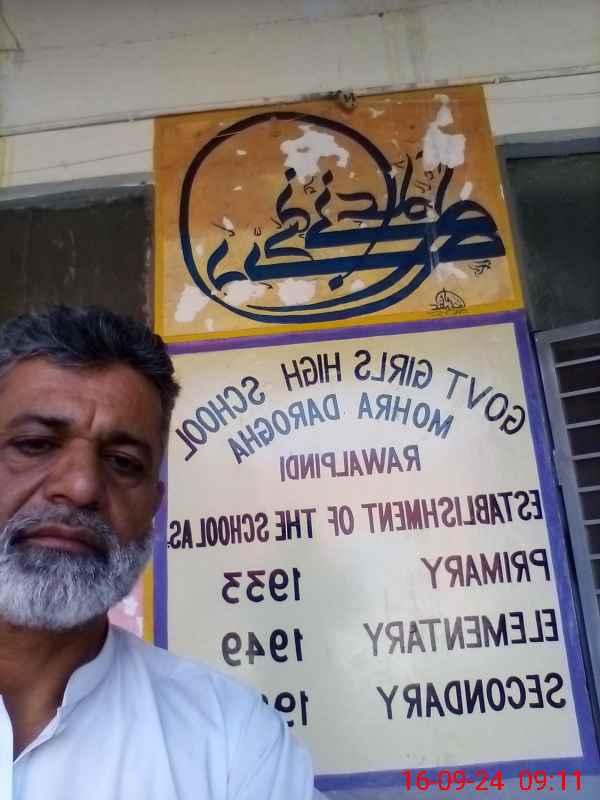 GOVT GIRLS HIGH SCHOOL
MOHRA DAROGHA
RAWALPINDI
ESTABLISHMENT OF THE SCHOOL AS
PRIMARY 1933
ELEMENTARY 1949
SECONDARY
16-09-24 09:11